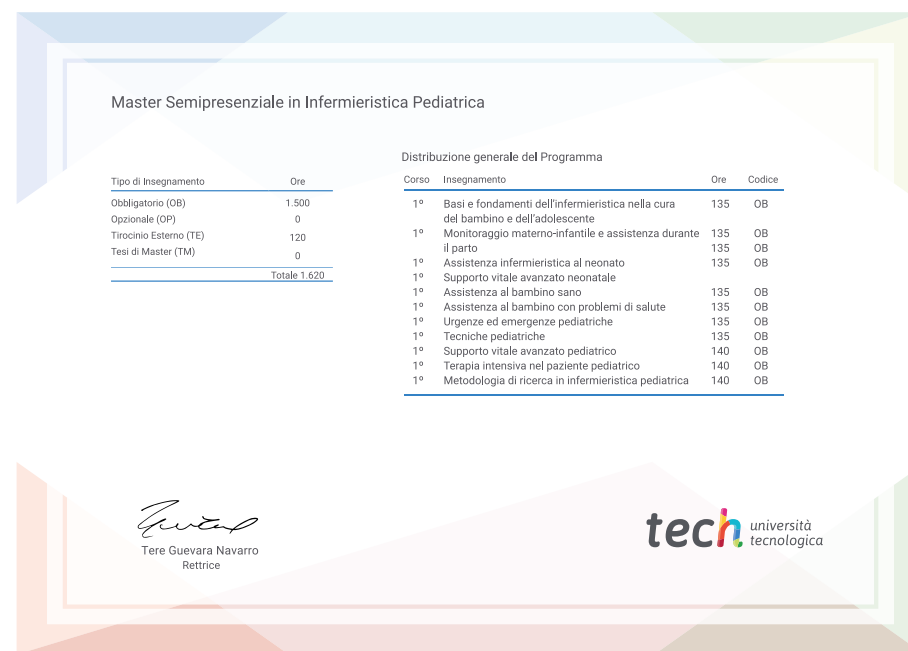 Master Semipresenziale in Infermieristica Pediatrica
Tipo di Insegnamento Ore
Obbligatorio (OB) 1.500
Opzionale (OP) 0
Tirocinio Esterno (TE) 120
Tesi di Master (TM) 0
Totale 1.620
Distribuzione generale del Programma
Corso Insegnamento Ore Codice
1º Basi e fondamenti dell'infermieristica nella cura 135 OB
del bambino e dell'adolescente
1º Monitoraggio materno-infantile e assistenza durante 135 OB
il parto 135 OB
1º Assistenza infermieristica al neonato 135 OB
1º Supporto vitale avanzato neonatale
1º Assistenza al bambino sano 135 OB
1º Assistenza al bambino con problemi di salute 135 OB
1º Urgenze ed emergenze pediatriche 135 OB
1º Tecniche pediatriche 135 OB
1º Supporto vitale avanzato pediatrico 140 OB
1º Terapia intensiva nel paziente pediatrico 140 OB
1º Metodologia di ricerca in infermieristica pediatrica 140 OB
Tere Guevara Navarro
Rettrice
tech università
tecnologica